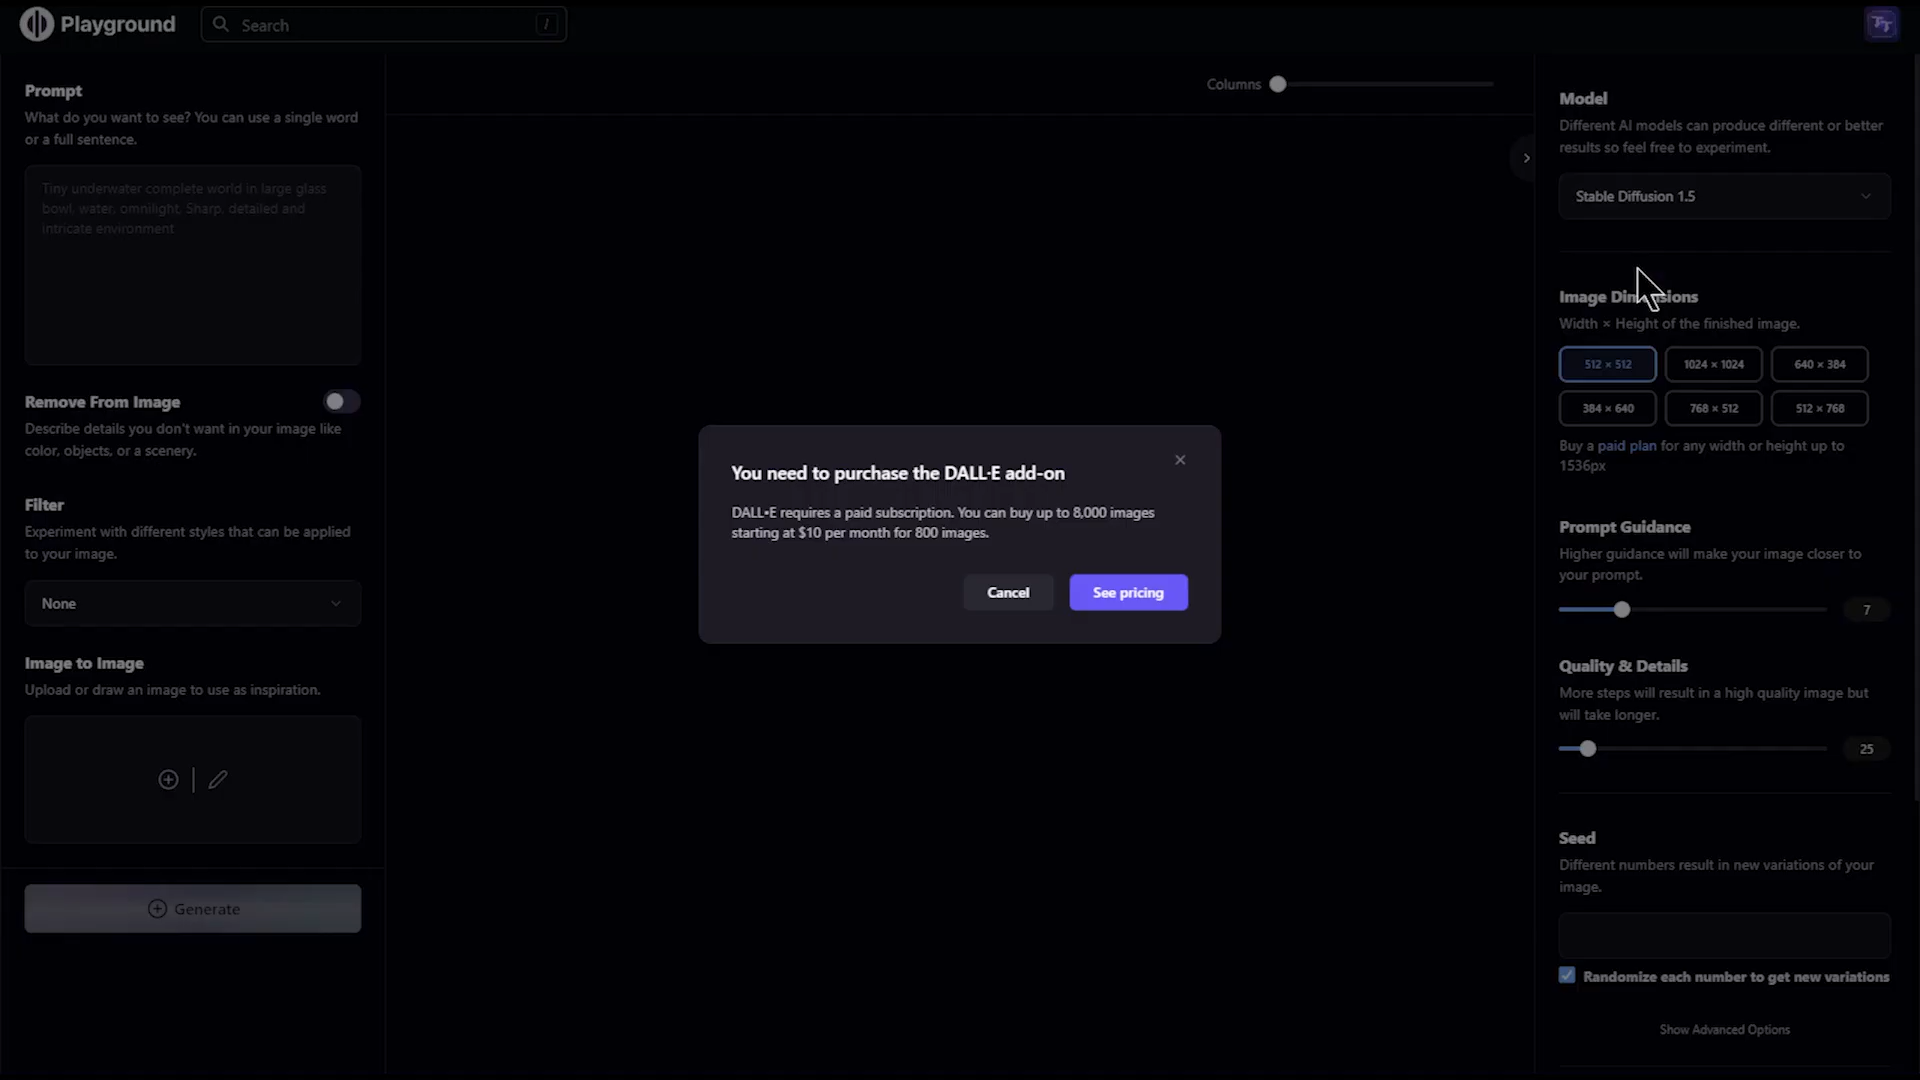 Playground
Search
/
Prompt
What do you want to see? You can use a single word
or a full sentence.
Tiny underwater complete world in large glass
bowl, water, omnilight, Sharp, detailed and
intricate environment
Remove From Image
Describe details you don't want in your image like
color, objects, or a scenery.
Filter
Experiment with different styles that can be applied
to your image.
None
Image to Image
Upload or draw an image to use as inspiration.
Generate
Columns
You need to purchase the DALL·E add-on
DALL•E requires a paid subscription. You can buy up to 8,000 images
starting at $10 per month for 800 images.
Cancel
See pricing
Model
Different AI models can produce different or better
results so feel free to experiment.
Stable Diffusion 1.5
Image Dimensions
Width × Height of the finished image.
512 × 512
1024 × 1024
640 × 384
384 × 640
768 × 512
512 × 768
Buy a paid plan for any width or height up to
1536px
Prompt Guidance
Higher guidance will make your image closer to
your prompt.
7
Quality & Details
More steps will result in a high quality image but
will take longer.
25
Seed
Different numbers result in new variations of your
image.
Randomize each number to get new variations
Show Advanced Options